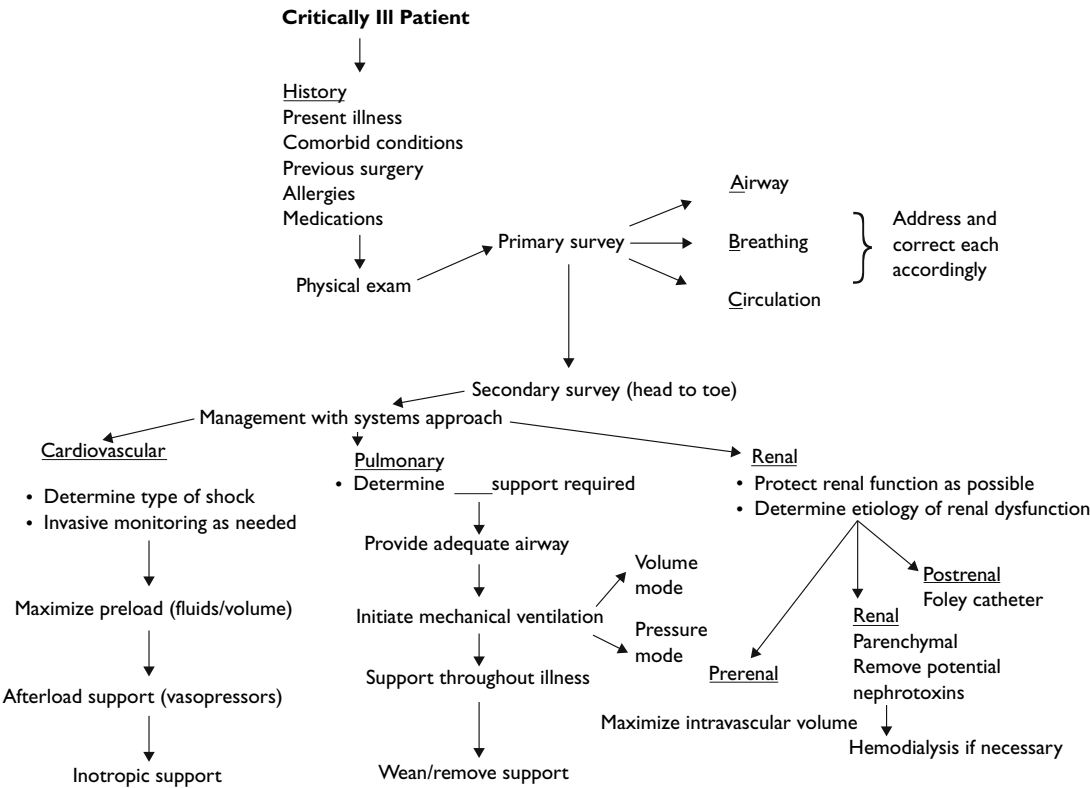 Critically Ill Patient
History
Present illness
Comorbid conditions
Previous surgery
Allergies
Medications
Physical exam
Primary survey
Airway
Breathing
Circulation
Address and
correct each
accordingly
Secondary survey (head to toe)
Management with systems approach
Cardiovascular
• Determine type of shock
• Invasive monitoring as needed
Maximize preload (fluids/volume)
Afterload support (vasopressors)
Inotropic support
Pulmonary
• Determine ____support required
Provide adequate airway
Initiate mechanical ventilation
Volume
mode
Pressure
mode
Support throughout illness
Wean/remove support
Renal
• Protect renal function as possible
• Determine etiology of renal dysfunction
Prerenal
Maximize intravascular volume
Renal
Parenchymal
Remove potential
nephrotoxins
Hemodialysis if necessary
Postrenal
Foley catheter